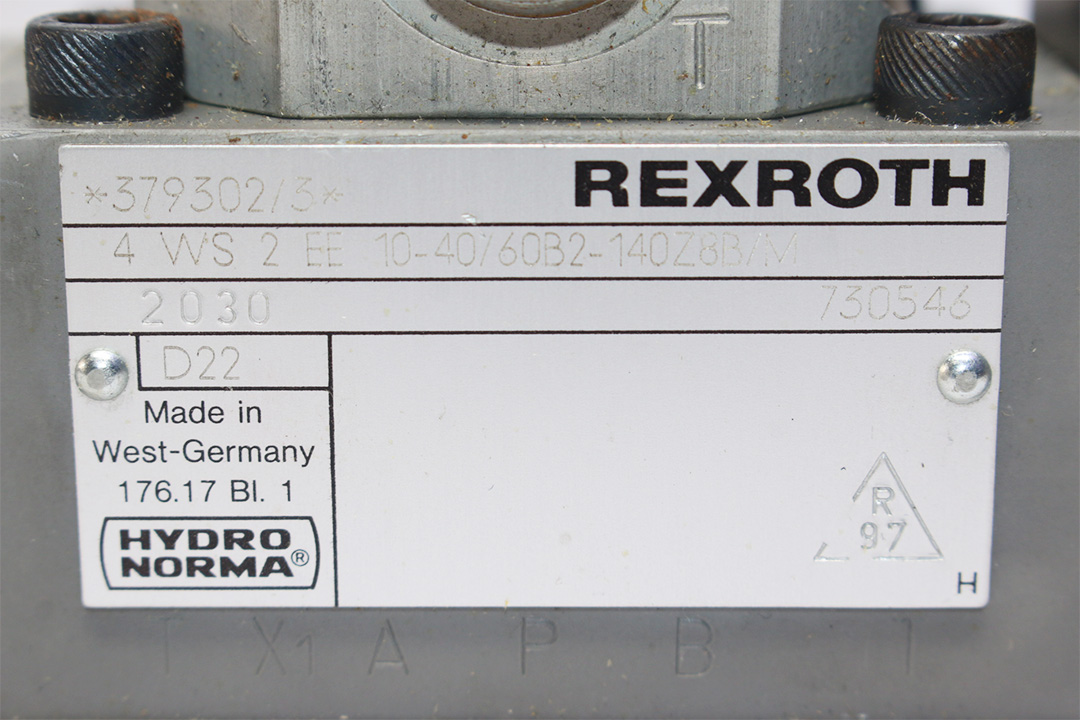 T
*379302/3*
REXROTH
4 WS 2 EE 10-40/60B2-140Z8B/M
2030
730546
D22
Made in
West-Germany
176.17 Bl. 1
HYDRO
NORMA®
R
97
H
T X1 A P B T